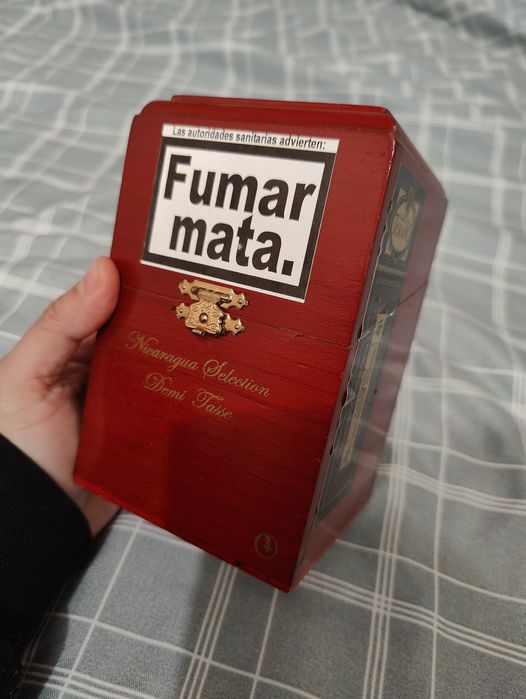 Las autoridades sanitarias advierten:
Fumar
mata.
Nicaragua Selection
Demi Tasse